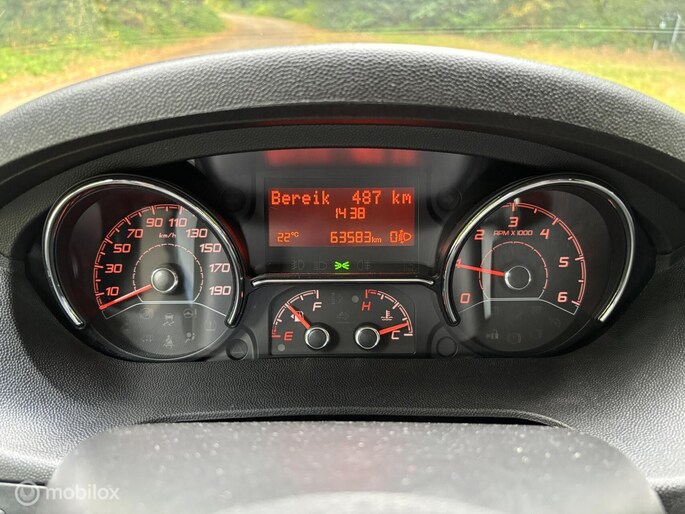 Bereik 487 km
14:38
22°C 63583km 0
10 30 50 70 90 110 130 150 170 190
km/h
0 1 2 3 4 5 6
RPM X 1000
E F
H C
mobilox